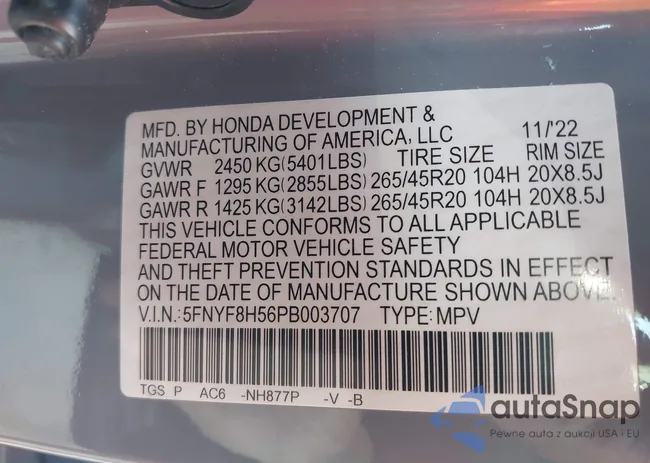 MFD. BY HONDA DEVELOPMENT &
MANUFACTURING OF AMERICA, LLC 11/'22
GVWR 2450 KG(5401LBS) TIRE SIZE RIM SIZE
GAWR F 1295 KG(2855LBS) 265/45R20 104H 20X8.5J
GAWR R 1425 KG(3142LBS) 265/45R20 104H 20X8.5J
THIS VEHICLE CONFORMS TO ALL APPLICABLE
FEDERAL MOTOR VEHICLE SAFETY
AND THEFT PREVENTION STANDARDS IN EFFECT
ON THE DATE OF MANUFACTURE SHOWN ABOVE.
V.I.N.:5FNYF8H56PB003707 TYPE:MPV
TGS P AC6 -NH877P -V -B
autaSnap
Pewne auta z aukcji USA i EU